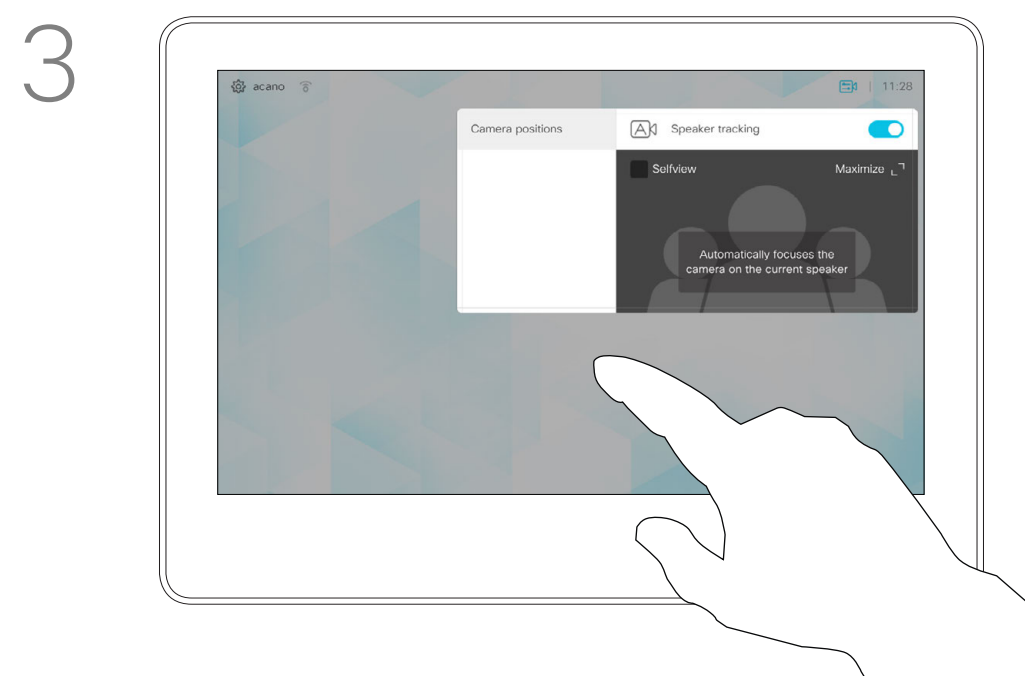 3
acano
11:28
Camera positions
Speaker tracking
Selfview
Maximize
Automatically focuses the
camera on the current speaker